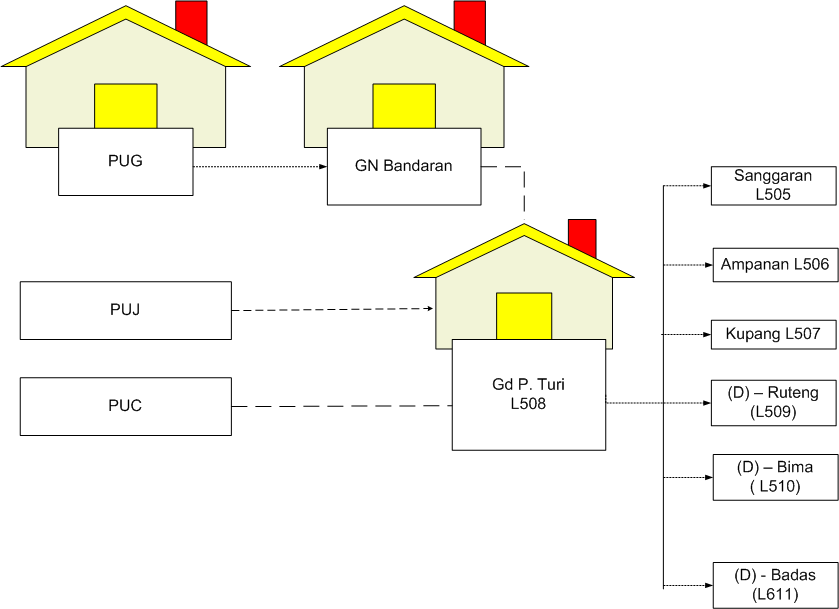 PUG
GN Bandaran
Sanggaran
L505
Ampanan L506
PUJ
Kupang L507
Gd P. Turi
L508
PUC
(D) – Ruteng
(L509)
(D) – Bima
( L510)
(D) - Badas
(L611)